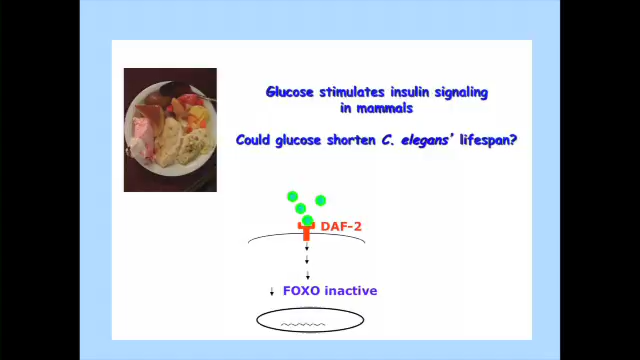 Glucose stimulates insulin signaling
in mammals
Could glucose shorten C. elegans’ lifespan?
DAF-2
FOXO inactive